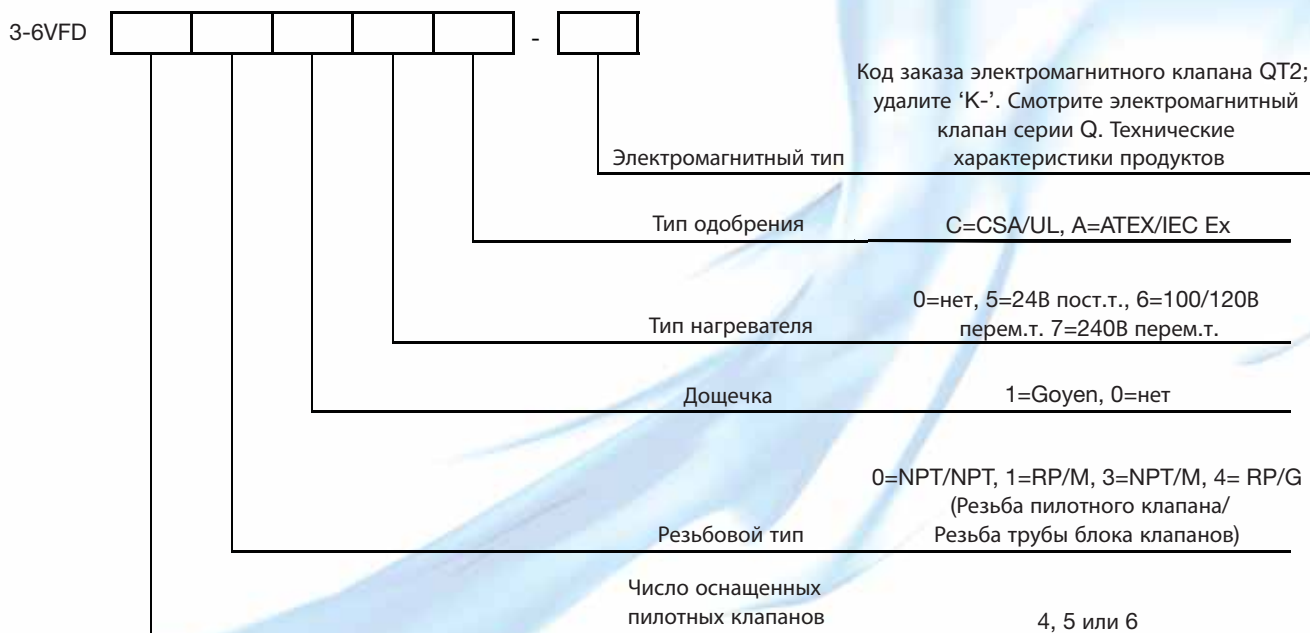 3-6VFD
-
Код заказа электромагнитного клапана QT2;
удалите ‘K-’. Смотрите электромагнитный
клапан серии Q. Технические
Электромагнитный тип
характеристики продуктов
Тип одобрения
C=CSA/UL, A=ATEX/IEC Ex
0=нет, 5=24В пост.т., 6=100/120В
Тип нагревателя
перем.т. 7=240В перем.т.
Дощечка
1=Goyen, 0=нет
0=NPT/NPT, 1=RP/M, 3=NPT/M, 4= RP/G
(Резьба пилотного клапана/
Резьбовой тип
Резьба трубы блока клапанов)
Число оснащенных
пилотных клапанов
4, 5 или 6